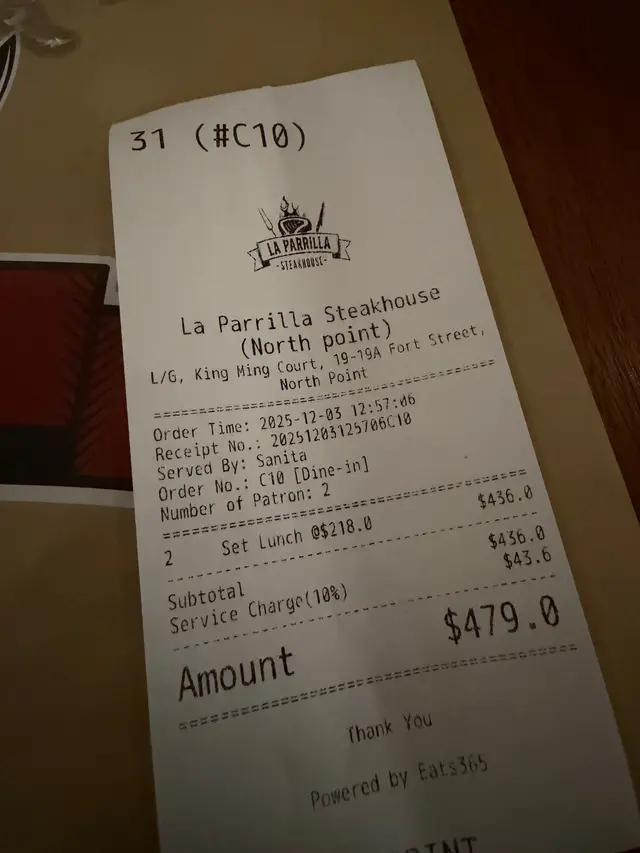 31 (#C10)
LA PARRILLA
-STEAKHOUSE-
La Parrilla Steakhouse
(North point)
L/G, King Ming Court, 19-19A Fort Street,
North Point
Order Time: 2025-12-03 12:57:06
Receipt No.: 20251203125706C10
Served By: Sanita
Order No.: C10 [Dine-in]
Number of Patron: 2
2 Set Lunch @$218.0 $436.0
Subtotal $436.0
Service Charge(10%) $43.6
Amount $479.0
Thank You
Powered by Eats365